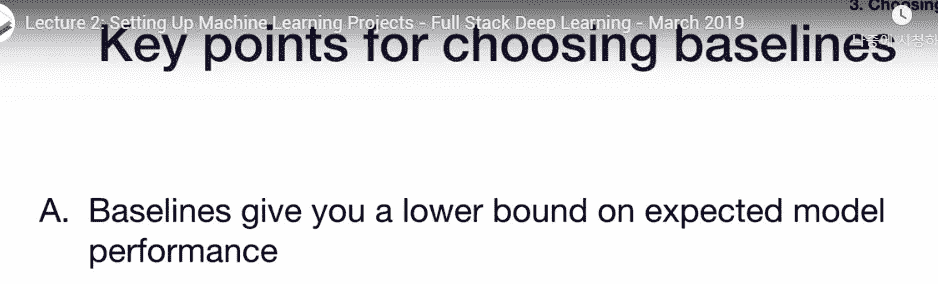 3. Choosing
Lecture 2: Setting Up Machine Learning Projects - Full Stack Deep Learning - March 2019
Key points for choosing baselines
나중에 시청하
A. Baselines give you a lower bound on expected model
performance